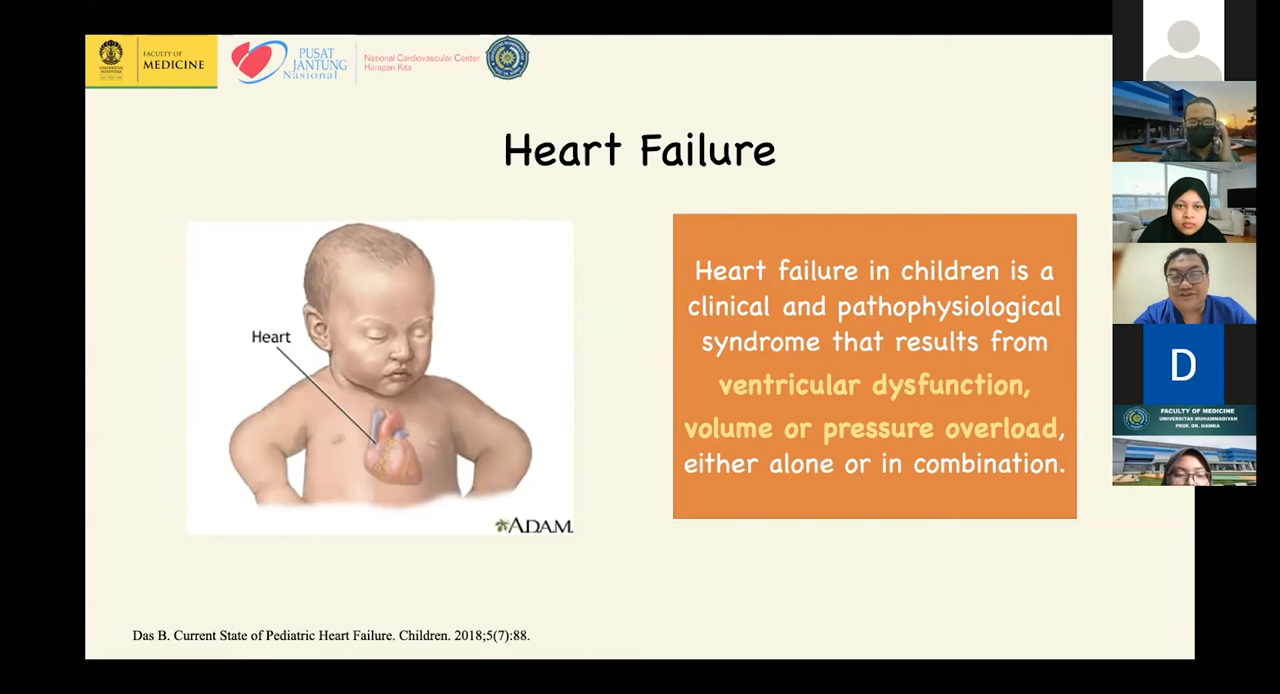 FACULTY OF
MEDICINE
UNIVERSITAS
INDONESIA
PUSAT
JANTUNG
Nasional
National Cardiovascular Center
Harapan Kita
Heart Failure
Heart
ADAM.
Heart failure in children is a
clinical and pathophysiological
syndrome that results from
ventricular dysfunction,
volume or pressure overload,
either alone or in combination.
Das B. Current State of Pediatric Heart Failure. Children. 2018;5(7):88.
D
FACULTY OF MEDICINE
UNIVERSITAS MUHAMMADIYAH
PROF. DR. HAMKA